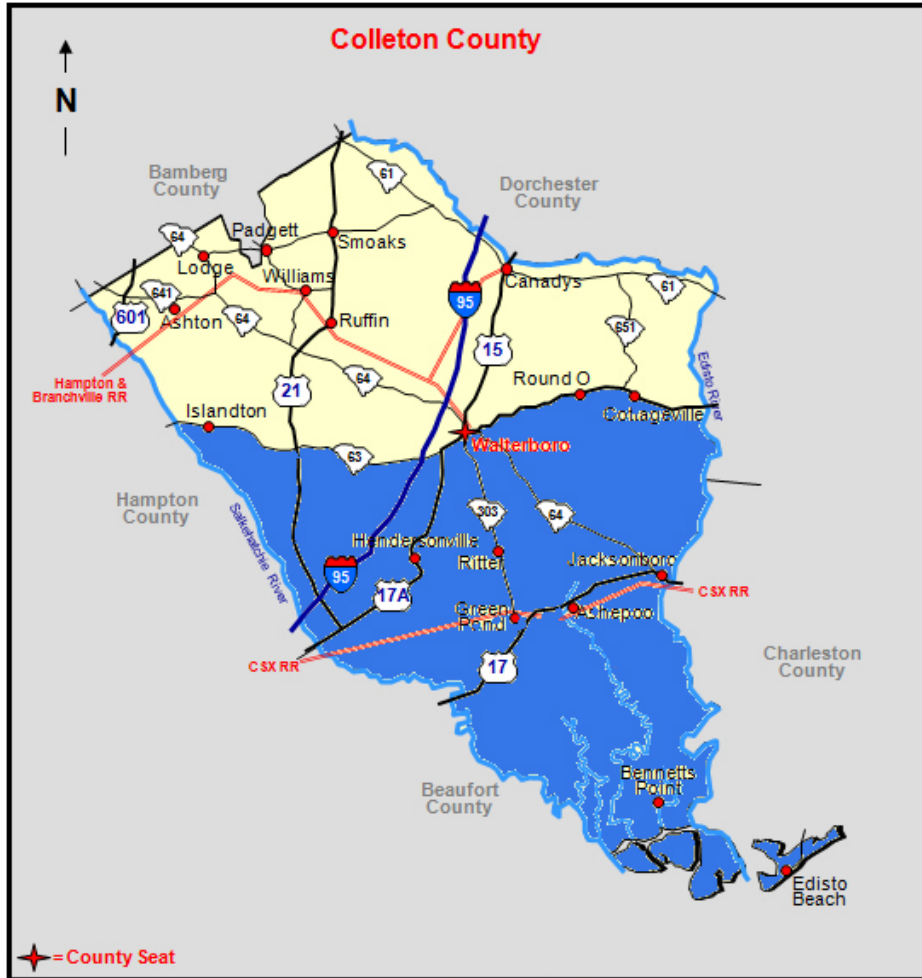 Colleton County
N
Bamberg
County
61
Dorchester
County
64
Padgett
Smoaks
Lodge
Williams
Canadys
641
95
61
601
Ashton
64
Ruffin
651
15
Hampton &
Branchville RR
21
64
Round O
Edisto River
Islandton
Cottageville
Walterboro
63
Hampton
County
303
64
Salkehatchie River
Hendersonville
Ritter
Jacksonboro
95
17A
CSX RR
Green
Pond
Ashepoo
CSX RR
17
Charleston
County
Beaufort
County
Bennetts
Point
Edisto
Beach
= County Seat